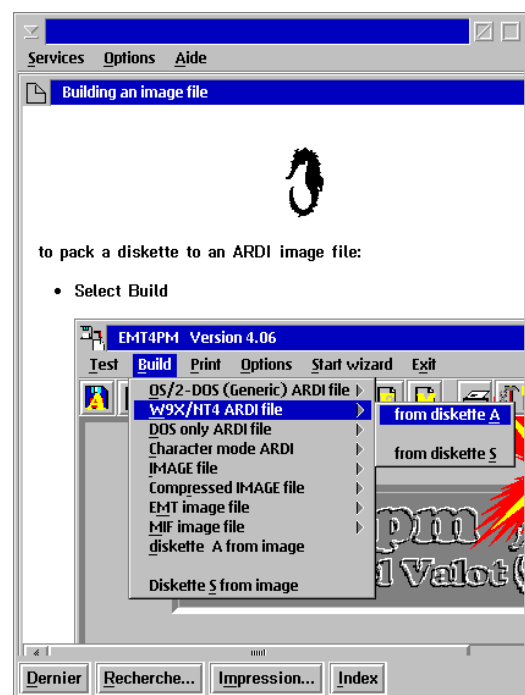 Services Options Aide
Building an image file
to pack a diskette to an ARDI image file:
• Select Build
EMT4PM Version 4.06
Test Build Print Options Start wizard Exit
OS/2-DOS (Generic) ARDI file
W9X/NT4 ARDI file
from diskette A
DOS only ARDI file
Character mode ARDI
from diskette S
IMAGE file
Compressed IMAGE file
EMT image file
MIF image file
diskette A from image
Diskette S from image
pm
l Valot (
Dernier Recherche... Impression... Index